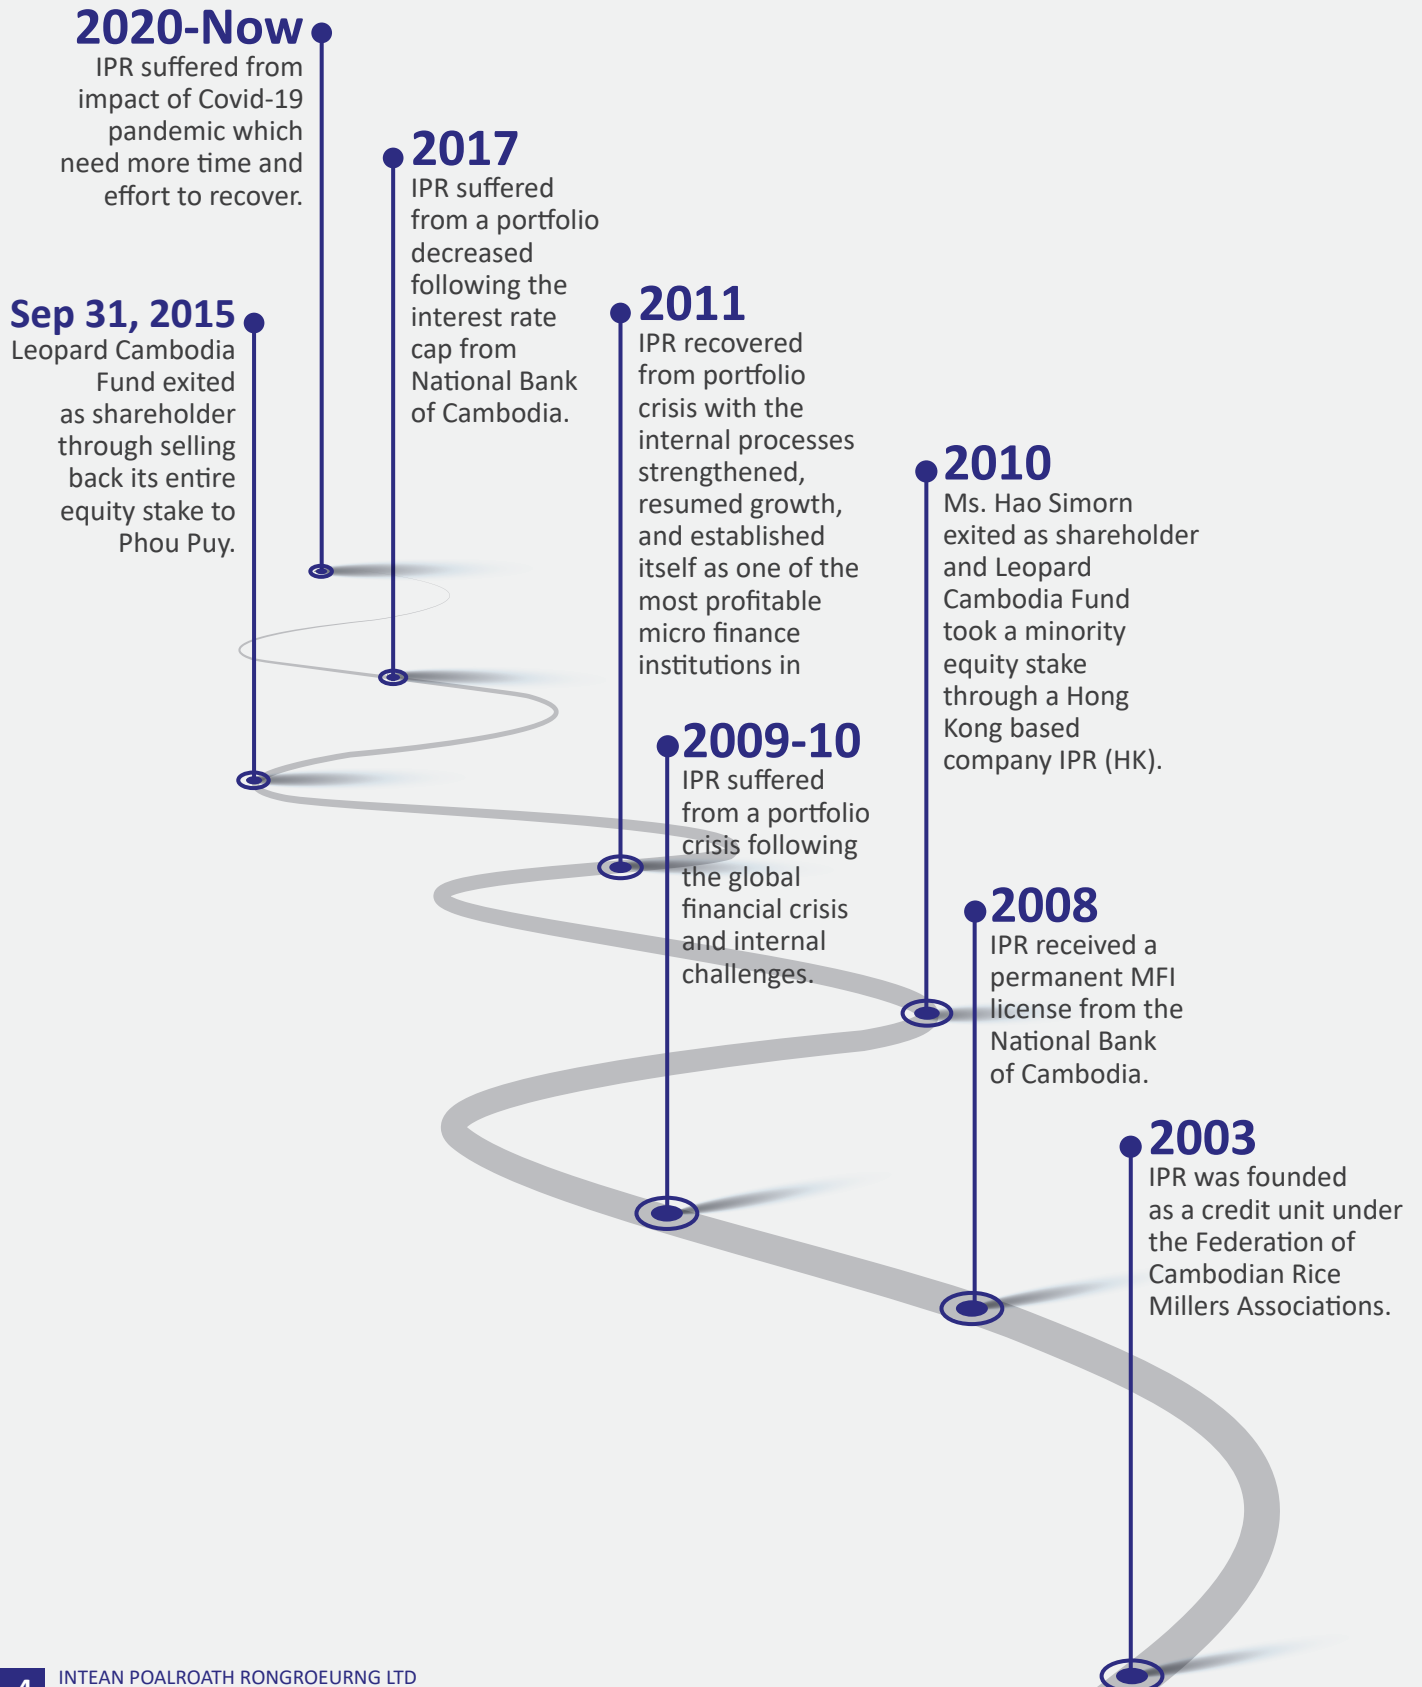 2020-Now
IPR suffered from
impact of Covid-19
pandemic which
need more time and
effort to recover.
2017
IPR suffered
from a portfolio
decreased
following the
interest rate
cap from
National Bank
of Cambodia.
Sep 31, 2015
Leopard Cambodia
Fund exited
as shareholder
through selling
back its entire
equity stake to
Phou Puy.
2011
IPR recovered
from portfolio
crisis with the
internal processes
strengthened,
resumed growth,
and established
itself as one of the
most profitable
micro finance
institutions in
2010
Ms. Hao Simorn
exited as shareholder
and Leopard
Cambodia Fund
took a minority
equity stake
through a Hong
Kong based
company IPR (HK).
2009-10
IPR suffered
from a portfolio
crisis following
the global
financial crisis
and internal
challenges.
2008
IPR received a
permanent MFI
license from the
National Bank
of Cambodia.
2003
IPR was founded
as a credit unit under
the Federation of
Cambodian Rice
Millers Associations.
4
INTEAN POALROATH RONGROEURNG LTD